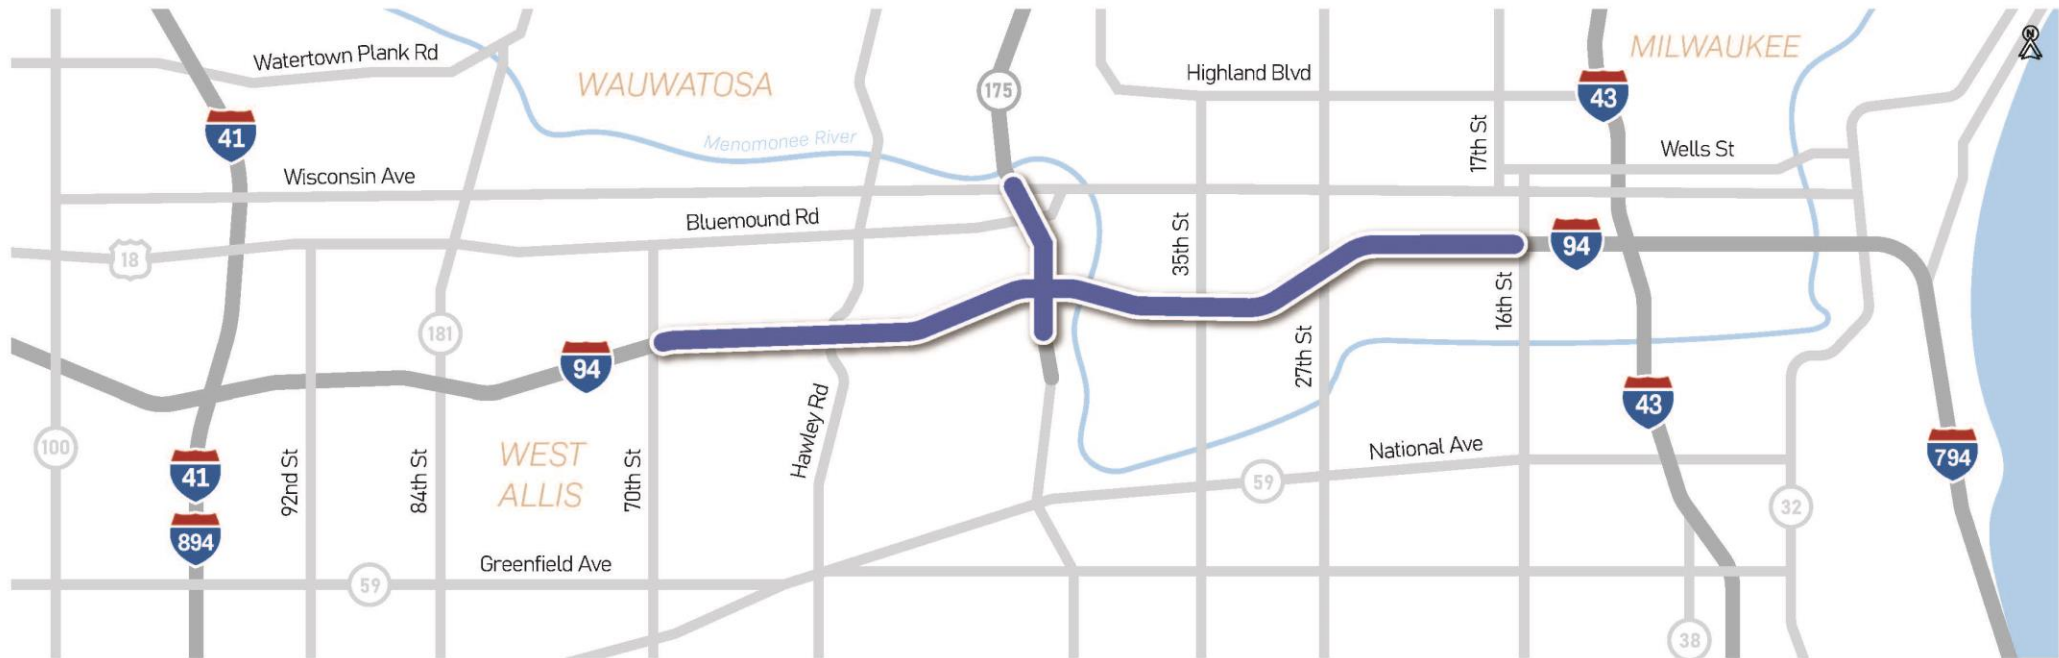 N
MILWAUKEE
Watertown Plank Rd
WAUWATOSA
Highland Blvd
175
43
41
Menomonee River
17th St
Wells St
Wisconsin Ave
Bluemound Rd
35th St
94
18
16th St
181
94
27th St
Hawley Rd
43
100
WEST
ALLIS
National Ave
41
92nd St
84th St
70th St
794
59
32
894
Greenfield Ave
59
38